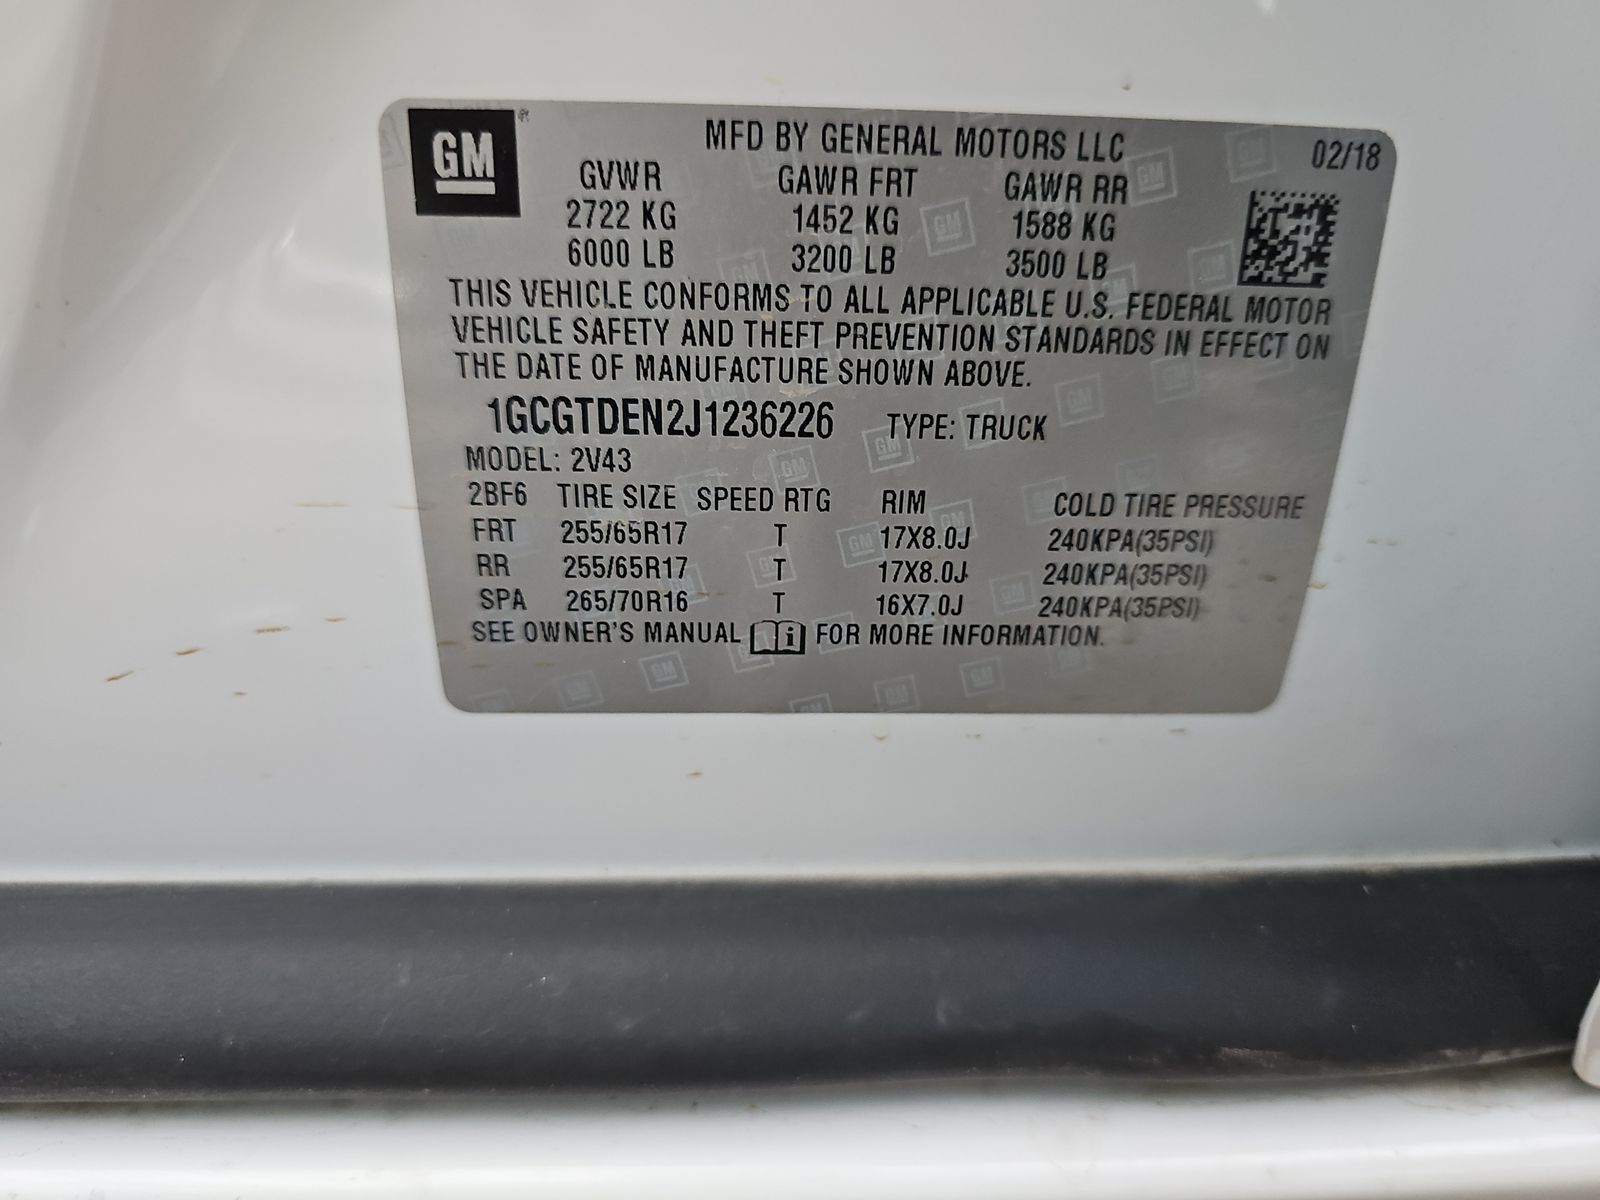 GM
MFD BY GENERAL MOTORS LLC 02/18
GVWR GAWR FRT GAWR RR
2722 KG 1452 KG 1588 KG
6000 LB 3200 LB 3500 LB
THIS VEHICLE CONFORMS TO ALL APPLICABLE U.S. FEDERAL MOTOR
VEHICLE SAFETY AND THEFT PREVENTION STANDARDS IN EFFECT ON
THE DATE OF MANUFACTURE SHOWN ABOVE.
1GCGTDEN2J1236226 TYPE: TRUCK
MODEL: 2V43
2BF6 TIRE SIZE SPEED RTG RIM COLD TIRE PRESSURE
FRT 255/65R17 T 17X8.0J 240KPA(35PSI)
RR 255/65R17 T 17X8.0J 240KPA(35PSI)
SPA 265/70R16 T 16X7.0J 240KPA(35PSI)
SEE OWNER'S MANUAL i FOR MORE INFORMATION.